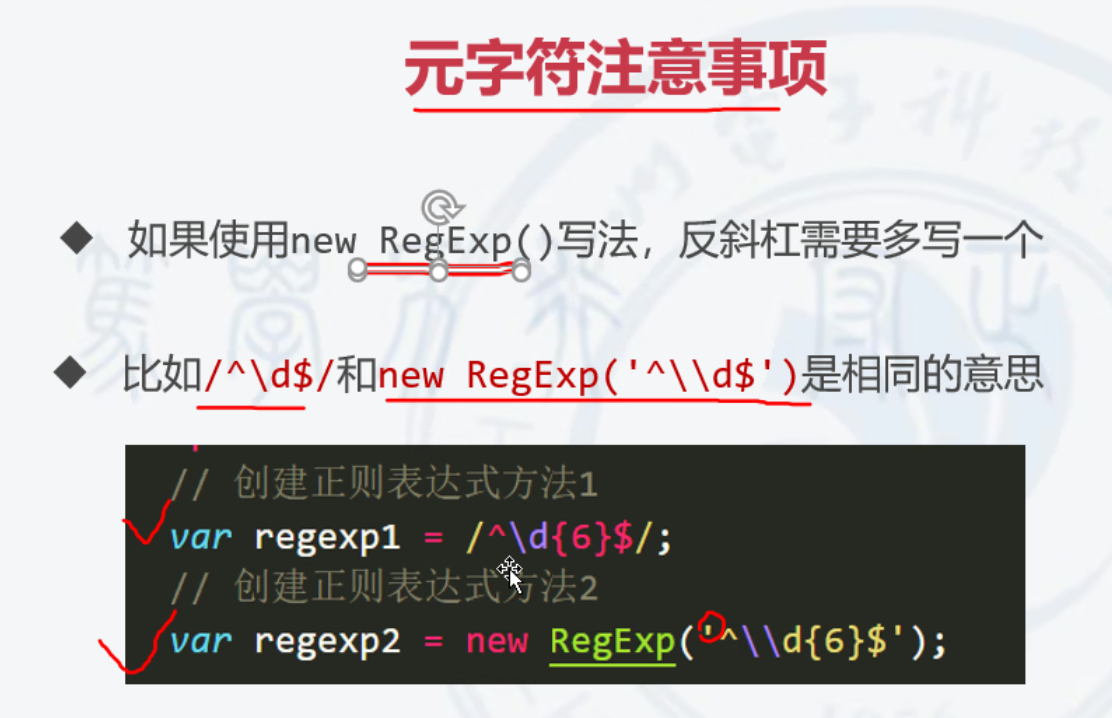 元字符注意事项
◆ 如果使用new RegExp()写法，反斜杠需要多写一个
◆ 比如/^\d$/和new RegExp('^\\d$')是相同的意思
// 创建正则表达式方法1
var regexp1 = /^\d{6}$/;
// 创建正则表达式方法2
var regexp2 = new RegExp('^\\d{6}$');